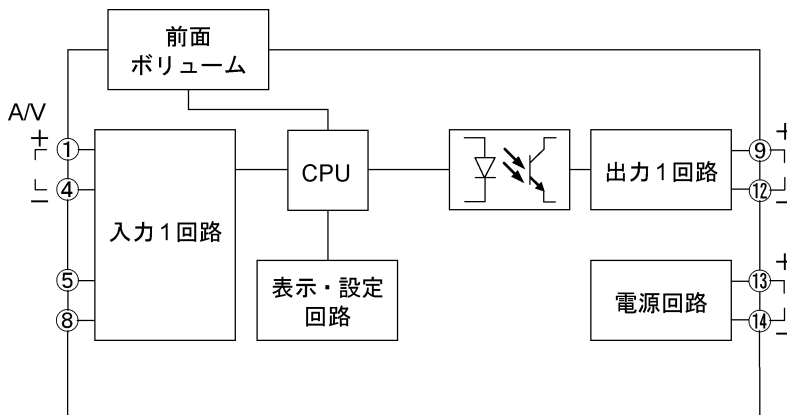 前面
ボリューム
A/V
+
①
④
−
⑤
⑧
入力1回路
CPU
表示・設定
回路
出力1回路
⑨
+
⑫
−
電源回路
⑬
+
⑭
−